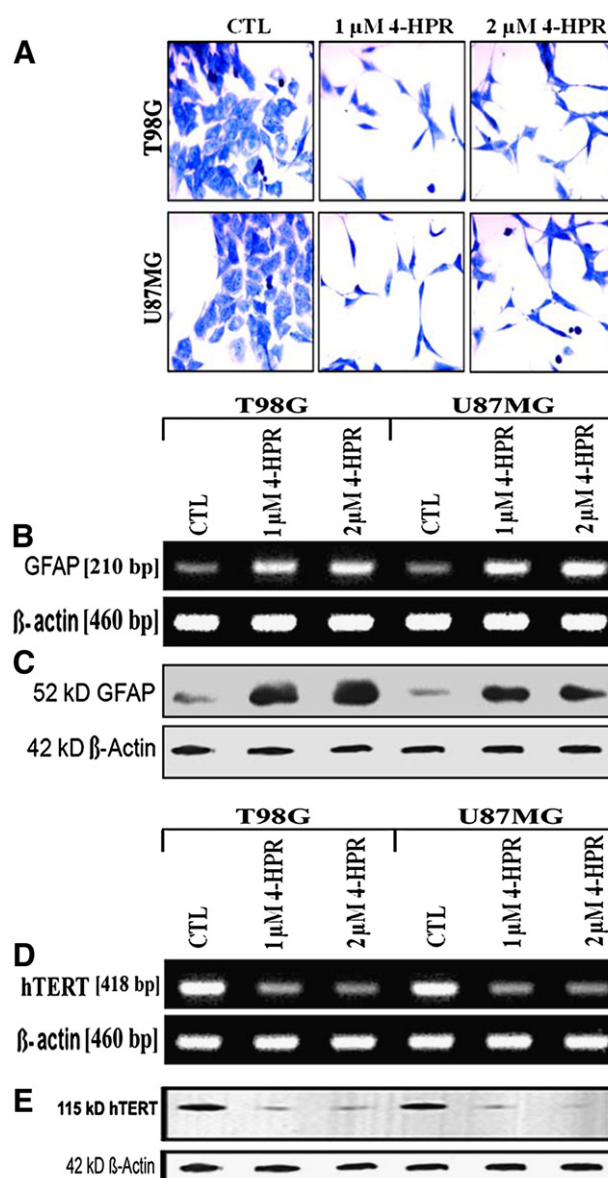 A
CTL 1 µM 4-HPR 2 µM 4-HPR
T98G
U87MG
T98G U87MG
CTL 1 µM 4-HPR 2 µM 4-HPR CTL 1 µM 4-HPR 2 µM 4-HPR
B
GFAP [210 bp]
ß-actin [460 bp]
C
52 kD GFAP
42 kD β-Actin
T98G U87MG
CTL 1 µM 4-HPR 2 µM 4-HPR CTL 1 µM 4-HPR 2 µM 4-HPR
D
hTERT [418 bp]
ß-actin [460 bp]
E
115 kD hTERT
42 kD ß-Actin